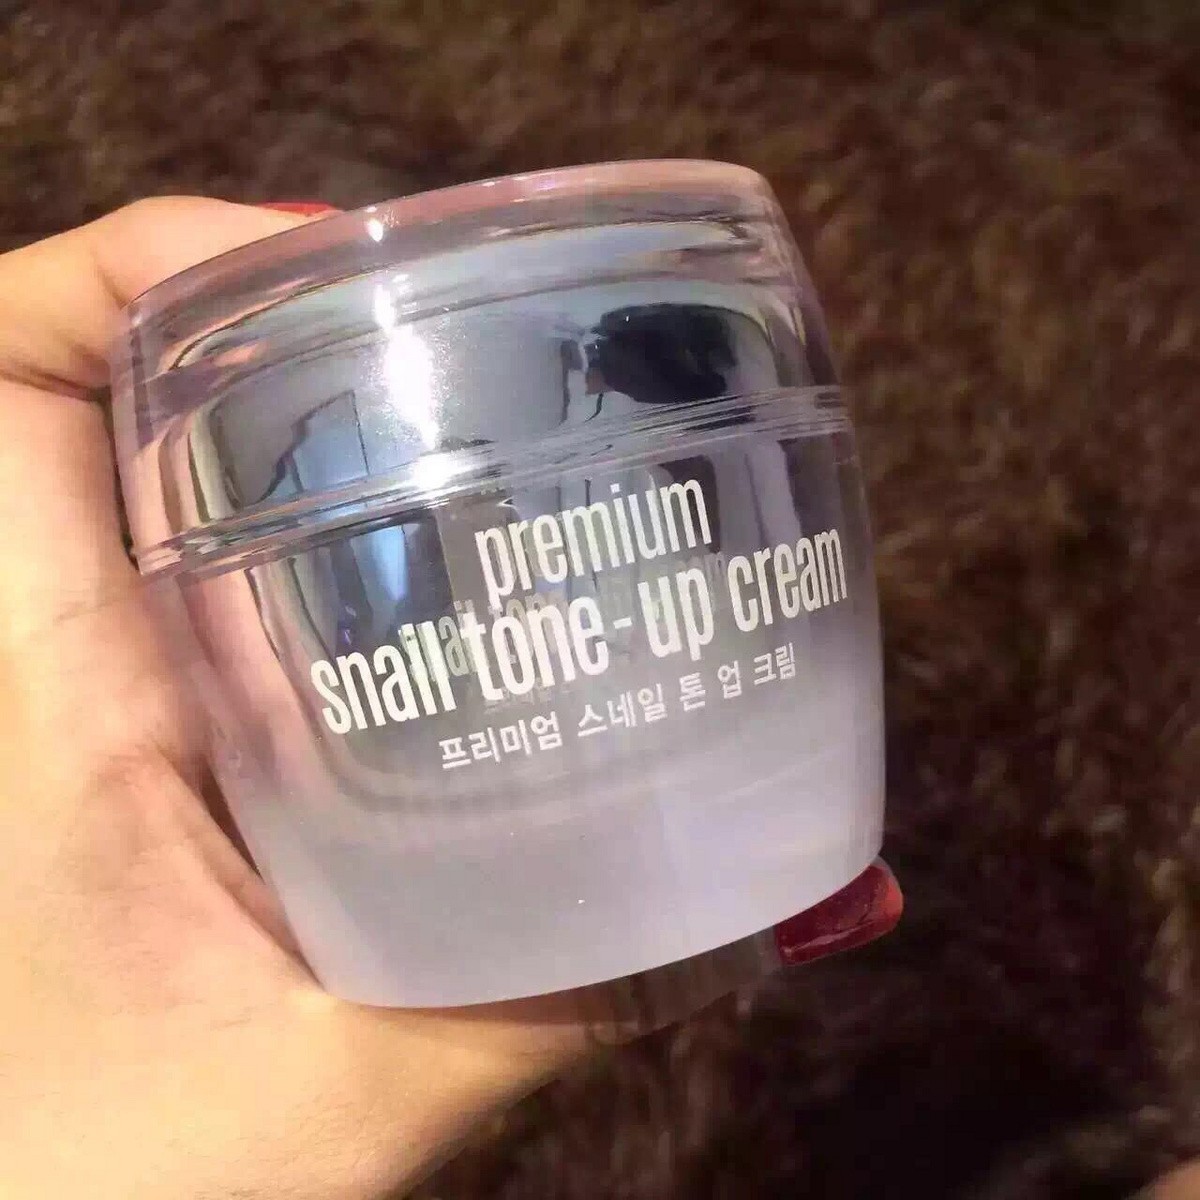 premium
snail tone-up cream
프리미엄 스네일 톤 업 크림